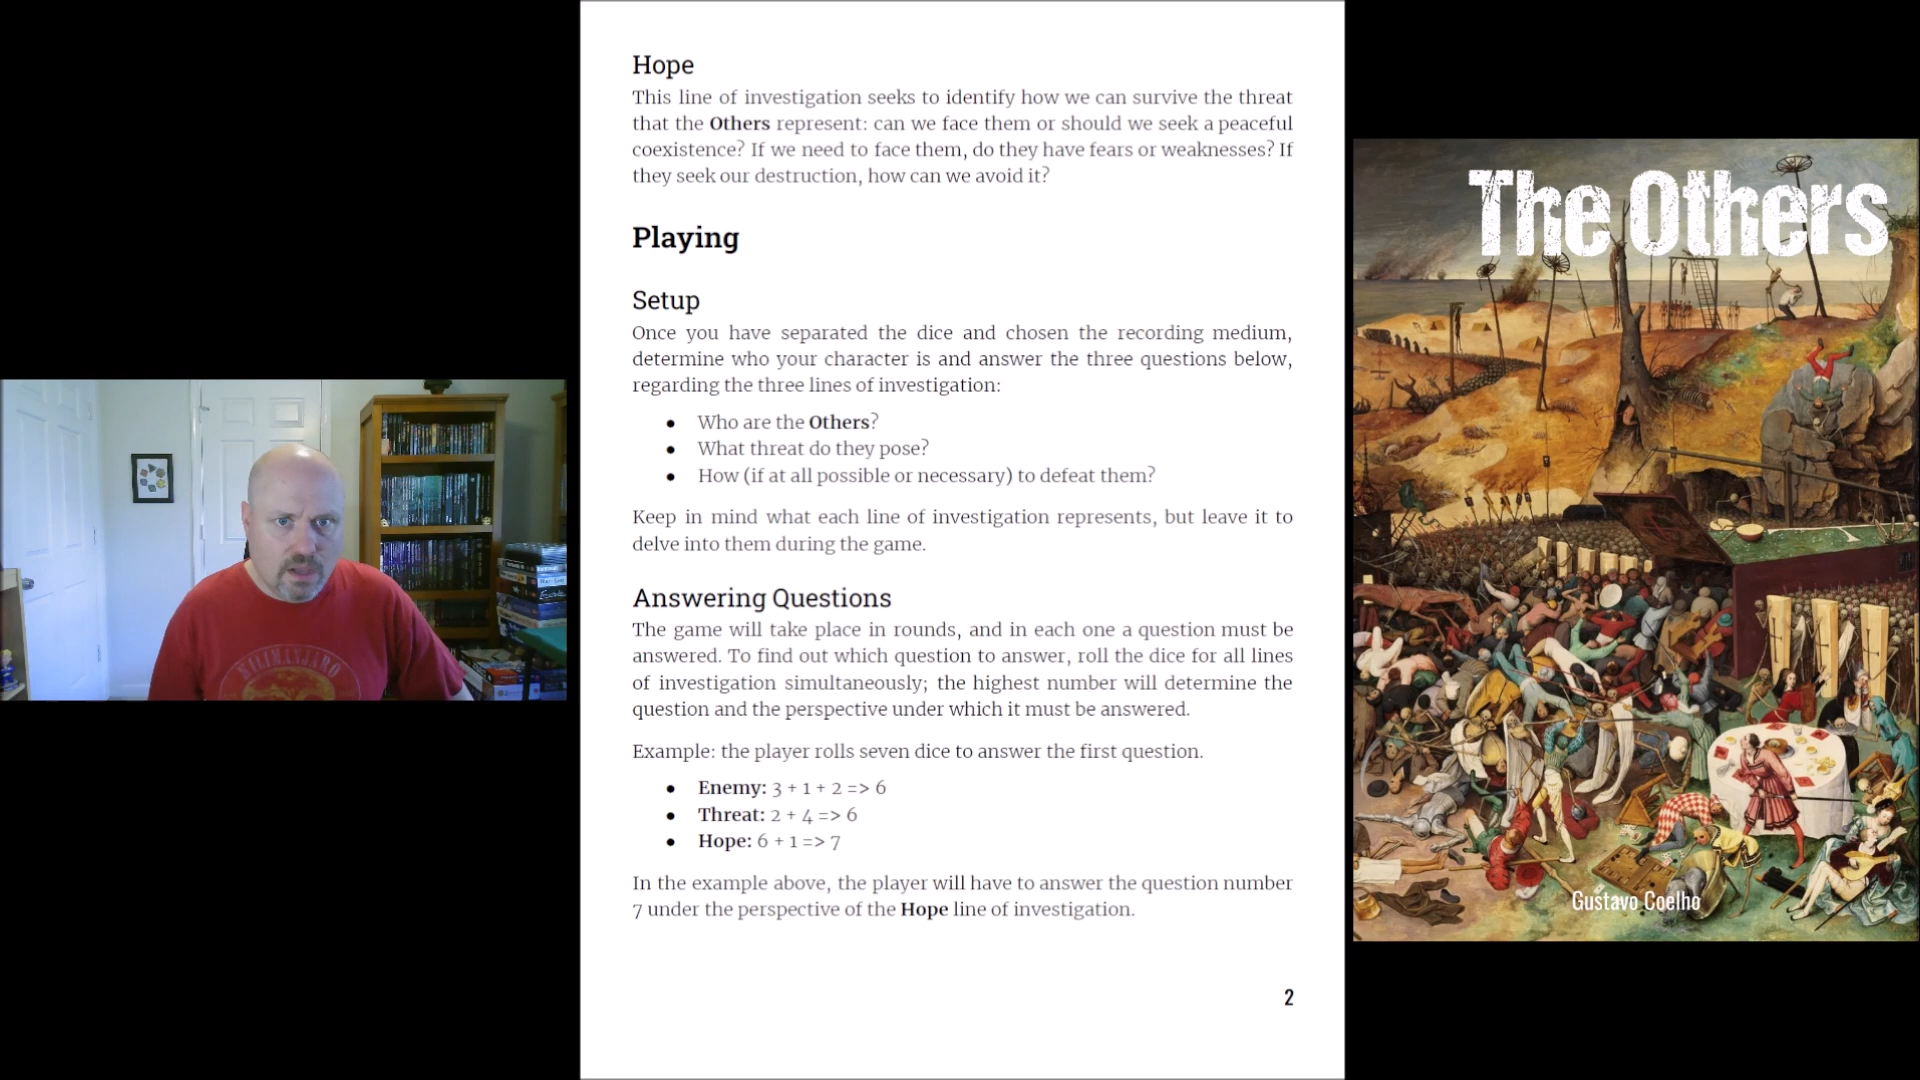 Hope
This line of investigation seeks to identify how we can survive the threat
that the Others represent: can we face them or should we seek a peaceful
coexistence? If we need to face them, do they have fears or weaknesses? If
they seek our destruction, how can we avoid it?
Playing
Setup
Once you have separated the dice and chosen the recording medium,
determine who your character is and answer the three questions below,
regarding the three lines of investigation:
● Who are the Others?
● What threat do they pose?
● How (if at all possible or necessary) to defeat them?
Keep in mind what each line of investigation represents, but leave it to
delve into them during the game.
Answering Questions
The game will take place in rounds, and in each one a question must be
answered. To find out which question to answer, roll the dice for all lines
of investigation simultaneously; the highest number will determine the
question and the perspective under which it must be answered.
Example: the player rolls seven dice to answer the first question.
● Enemy: 3 + 1 + 2 => 6
● Threat: 2 + 4 => 6
● Hope: 6 + 1 => 7
In the example above, the player will have to answer the question number
7 under the perspective of the Hope line of investigation.
2
The Others
Gustavo Coelho
KILIMANJARO